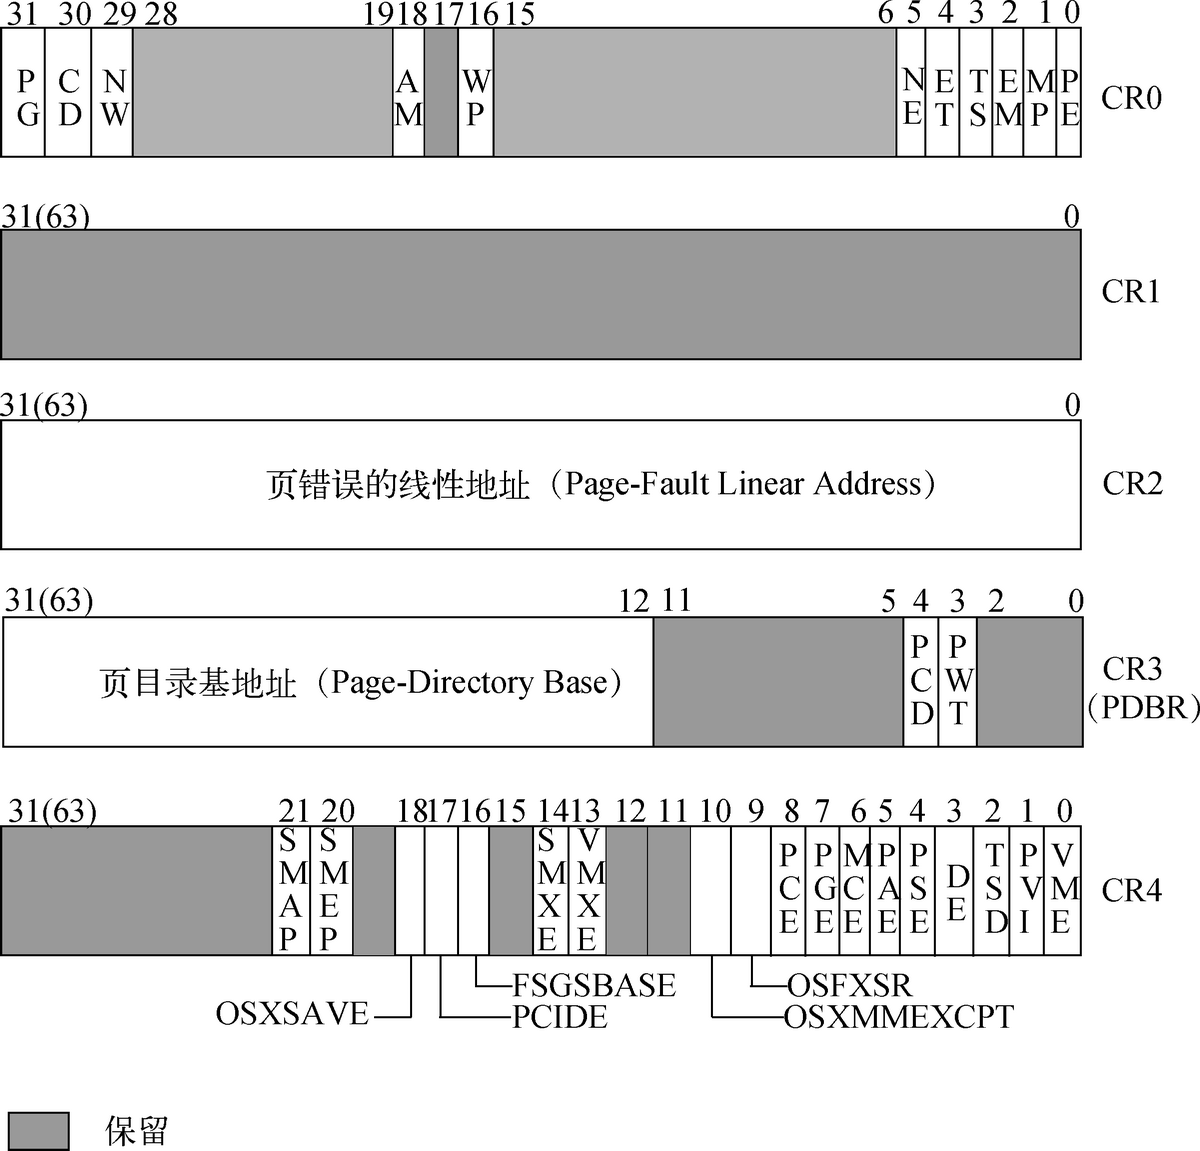 31 30 29 28 19 18 17 16 15 6 5 4 3 2 1 0
PG CD NW AM WP NE ET TS EM MP PE CR0
31(63) 0
CR1
31(63) 0
页错误的线性地址（Page-Fault Linear Address） CR2
31(63) 12 11 5 4 3 2 0
页目录基地址（Page-Directory Base） PCD PWT CR3
（PDBR）
31(63) 21 20 18 17 16 15 14 13 12 11 10 9 8 7 6 5 4 3 2 1 0
SMAP SMEP SMXE VMXE PCE PGE MCE PAE PSE DE TSD PVI VME CR4
FSGSBASE OSFXSR
OSXSAVE PCIDE OSXMMEXCPT
保留